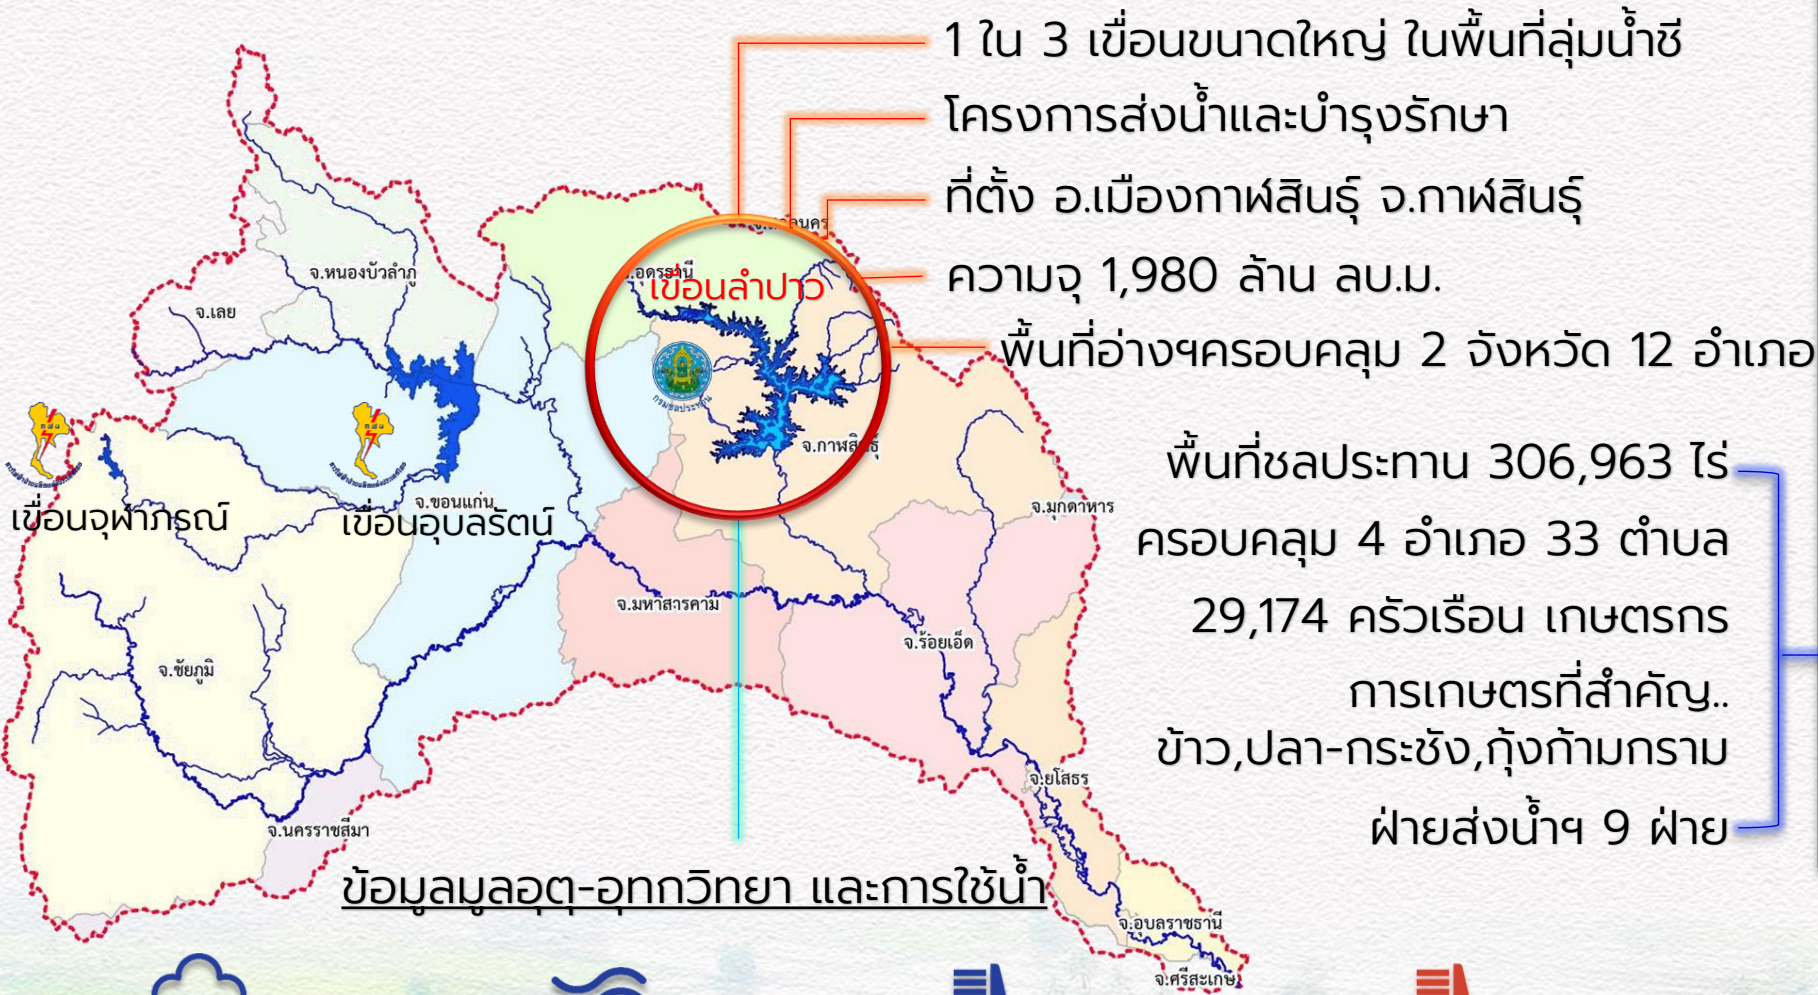 1 ใน 3 เขื่อนขนาดใหญ่ ในพื้นที่ลุ่มน้ำชี
โครงการส่งน้ำและบำรุงรักษา
ที่ตั้ง อ.เมืองกาฬสินธุ์ จ.กาฬสินธุ์
ความจุ 1,980 ล้าน ลบ.ม.
พื้นที่อ่างฯครอบคลุม 2 จังหวัด 12 อำเภอ
พื้นที่ชลประทาน 306,963 ไร่
ครอบคลุม 4 อำเภอ 33 ตำบล
29,174 ครัวเรือน เกษตรกร
การเกษตรที่สำคัญ..
ข้าว,ปลา-กระชัง,กุ้งก้ามกราม
ฝ่ายส่งน้ำฯ 9 ฝ่าย
จ.หนองบัวลำภู
จ.เลย
จ.อุดรธานี
เขื่อนลำปาว
กรมชลประทาน
จ.กาฬสินธุ์
เขื่อนจุฬาภรณ์
จ.ขอนแก่น
เขื่อนอุบลรัตน์
จ.มุกดาหาร
จ.มหาสารคาม
จ.ร้อยเอ็ด
จ.ชัยภูมิ
จ.ยโสธร
จ.นครราชสีมา
ข้อมูลมูลอุตุ-อุทกวิทยา และการใช้น้ำ
จ.อุบลราชธานี
จ.ศรีสะเกษ